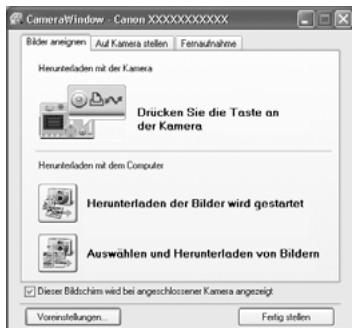 CameraWindow - Canon XXXXXXXXXXX
Bilder aneignen
Auf Kamera stellen
Fernaufnahme
Herunterladen mit der Kamera
Drücken Sie die Taste an
der Kamera
Herunterladen mit dem Computer
Herunterladen der Bilder wird gestartet
Auswählen und Herunterladen von Bildern
Dieser Bildschirm wird bei angeschlossener Kamera angezeigt
Voreinstellungen...
Fertig stellen